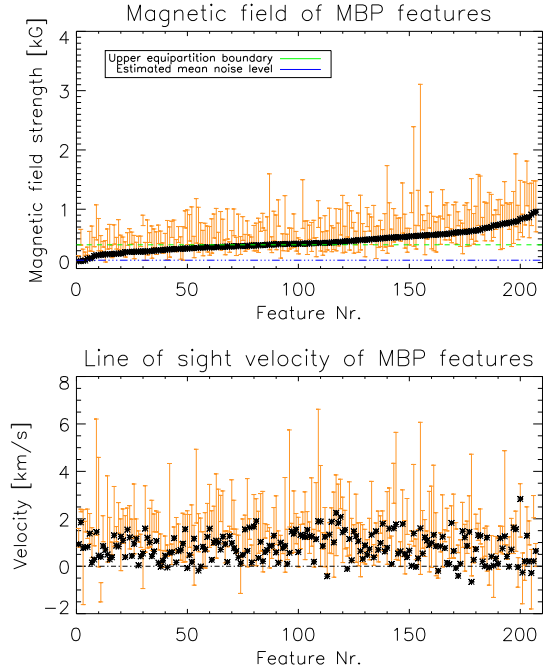 Magnetic field of MBP features
Magnetic field strength [kG]
4
3
2
1
0
Upper equipartition boundary
Estimated mean noise level
0 50 100 150 200
Feature Nr.
Line of sight velocity of MBP features
Velocity [km/s]
8
6
4
2
0
-2
0 50 100 150 200
Feature Nr.